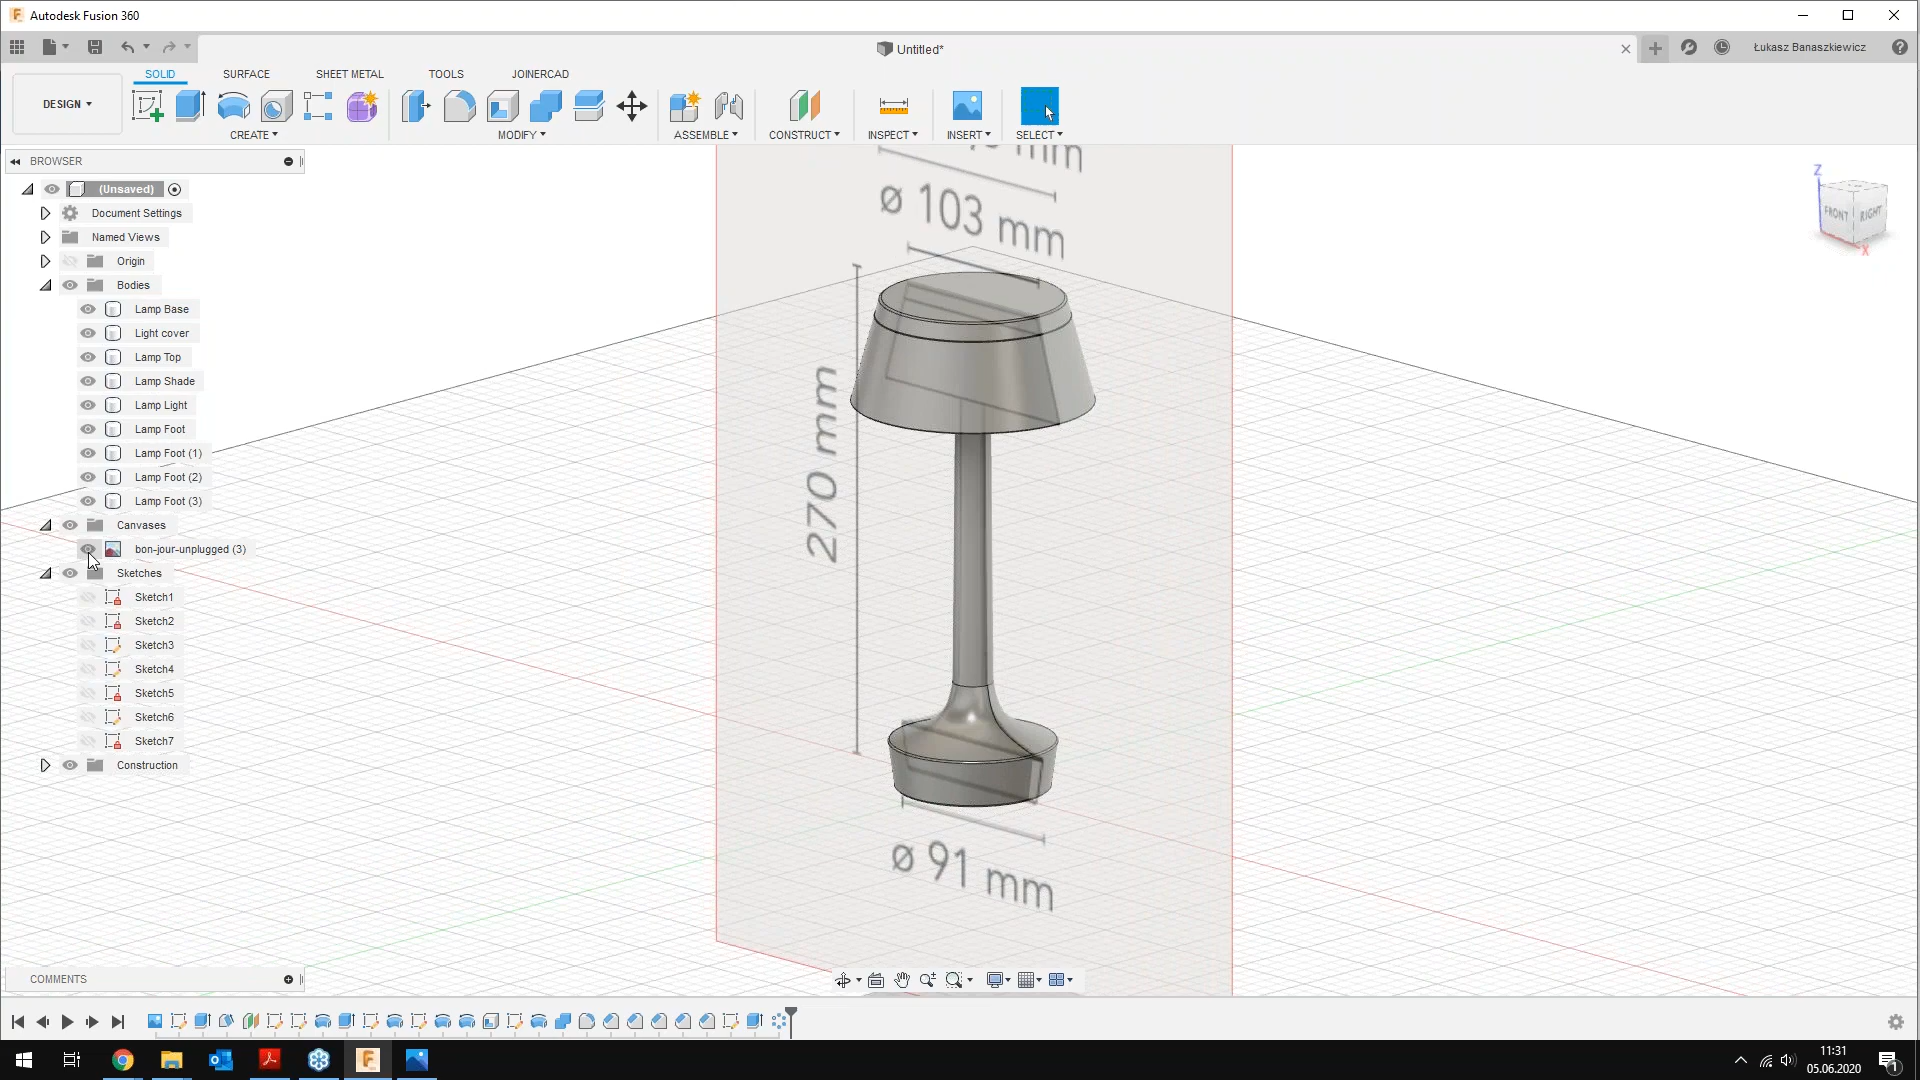 Autodesk Fusion 360
Untitled*
Łukasz Banaszkiewicz
SOLID SURFACE SHEET METAL TOOLS JOINERCAD
DESIGN
CREATE MODIFY ASSEMBLE CONSTRUCT INSPECT INSERT SELECT
BROWSER
(Unsaved)
Document Settings
Named Views
Origin
Bodies
Lamp Base
Light cover
Lamp Top
Lamp Shade
Lamp Light
Lamp Foot
Lamp Foot (1)
Lamp Foot (2)
Lamp Foot (3)
Canvases
bon-jour-unplugged (3)
Sketches
Sketch1
Sketch2
Sketch3
Sketch4
Sketch5
Sketch6
Sketch7
Construction
mm
ø 103 mm
270 mm
ø 91 mm
Z
FRONT RIGHT
X
COMMENTS
11:31
05.06.2020
1